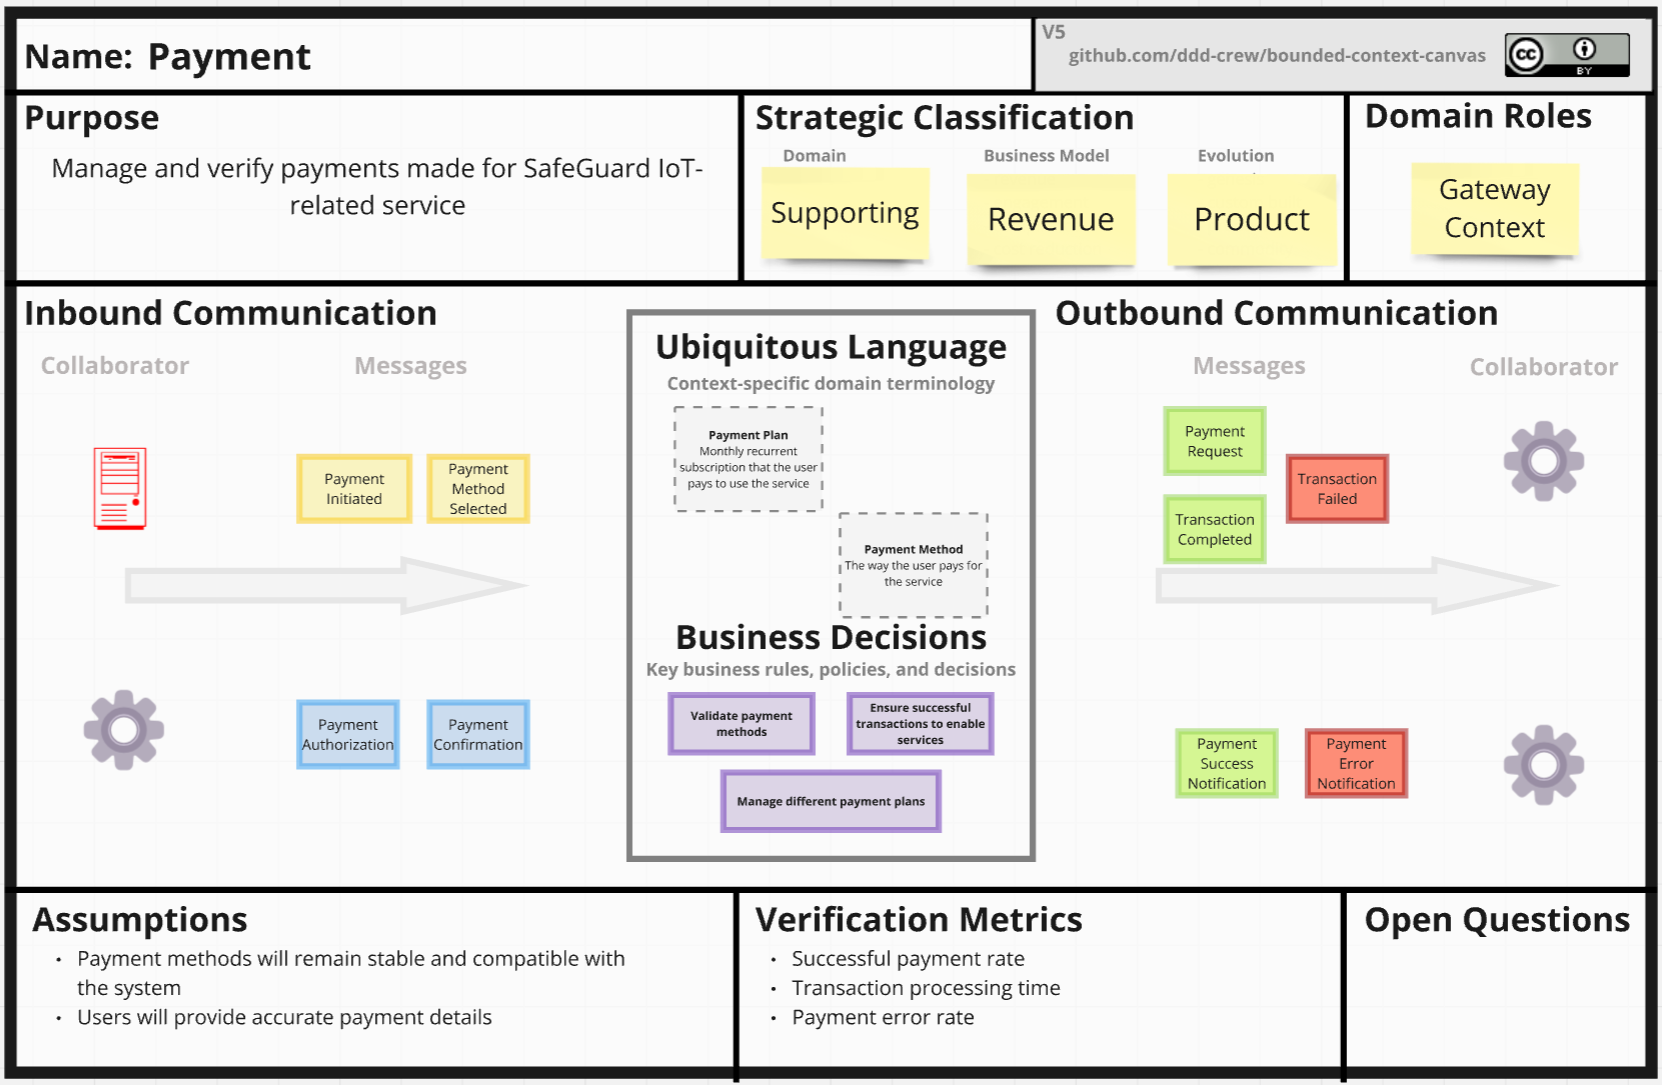 Name: Payment
V5
github.com/ddd-crew/bounded-context-canvas
cc
BY
Purpose
Manage and verify payments made for SafeGuard IoT-
related service
Strategic Classification
Domain
Business Model
Evolution
Supporting
Revenue
Product
Domain Roles
Gateway
Context
Inbound Communication
Collaborator
Messages
Payment
Initiated
Payment
Method
Selected
Payment
Authorization
Payment
Confirmation
Ubiquitous Language
Context-specific domain terminology
Payment Plan
Monthly recurrent
subscription that the user
pays to use the service
Payment Method
The way the user pays for
the service
Business Decisions
Key business rules, policies, and decisions
Validate payment
methods
Ensure successful
transactions to enable
services
Manage different payment plans
Outbound Communication
Messages
Collaborator
Payment
Request
Transaction
Failed
Transaction
Completed
Payment
Success
Notification
Payment
Error
Notification
Assumptions
• Payment methods will remain stable and compatible with
the system
• Users will provide accurate payment details
Verification Metrics
• Successful payment rate
• Transaction processing time
• Payment error rate
Open Questions